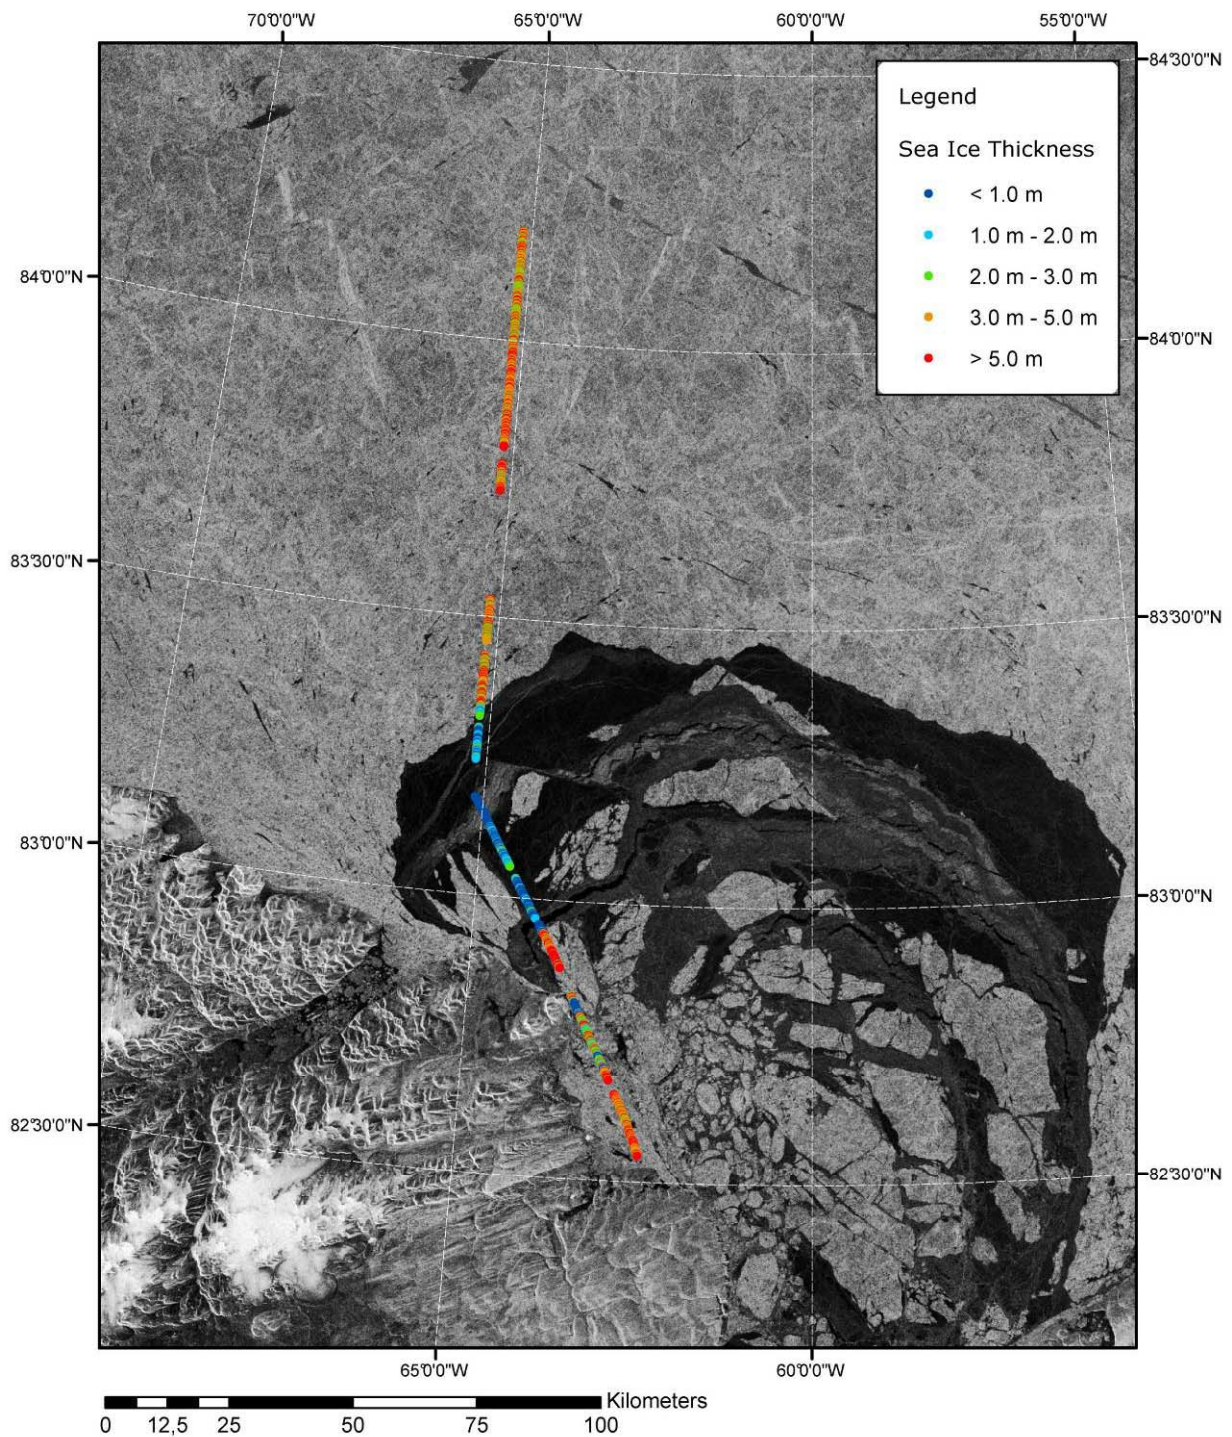 70°0'0"W 65°0'0"W 60°0'0"W 55°0'0"W
84°30'0"N
Legend
Sea Ice Thickness
< 1.0 m
1.0 m - 2.0 m
2.0 m - 3.0 m
3.0 m - 5.0 m
> 5.0 m
84°0'0"N
84°0'0"N
83°30'0"N
83°30'0"N
83°0'0"N
83°0'0"N
82°30'0"N
82°30'0"N
65°0'0"W 60°0'0"W
Kilometers
0 12,5 25 50 75 100